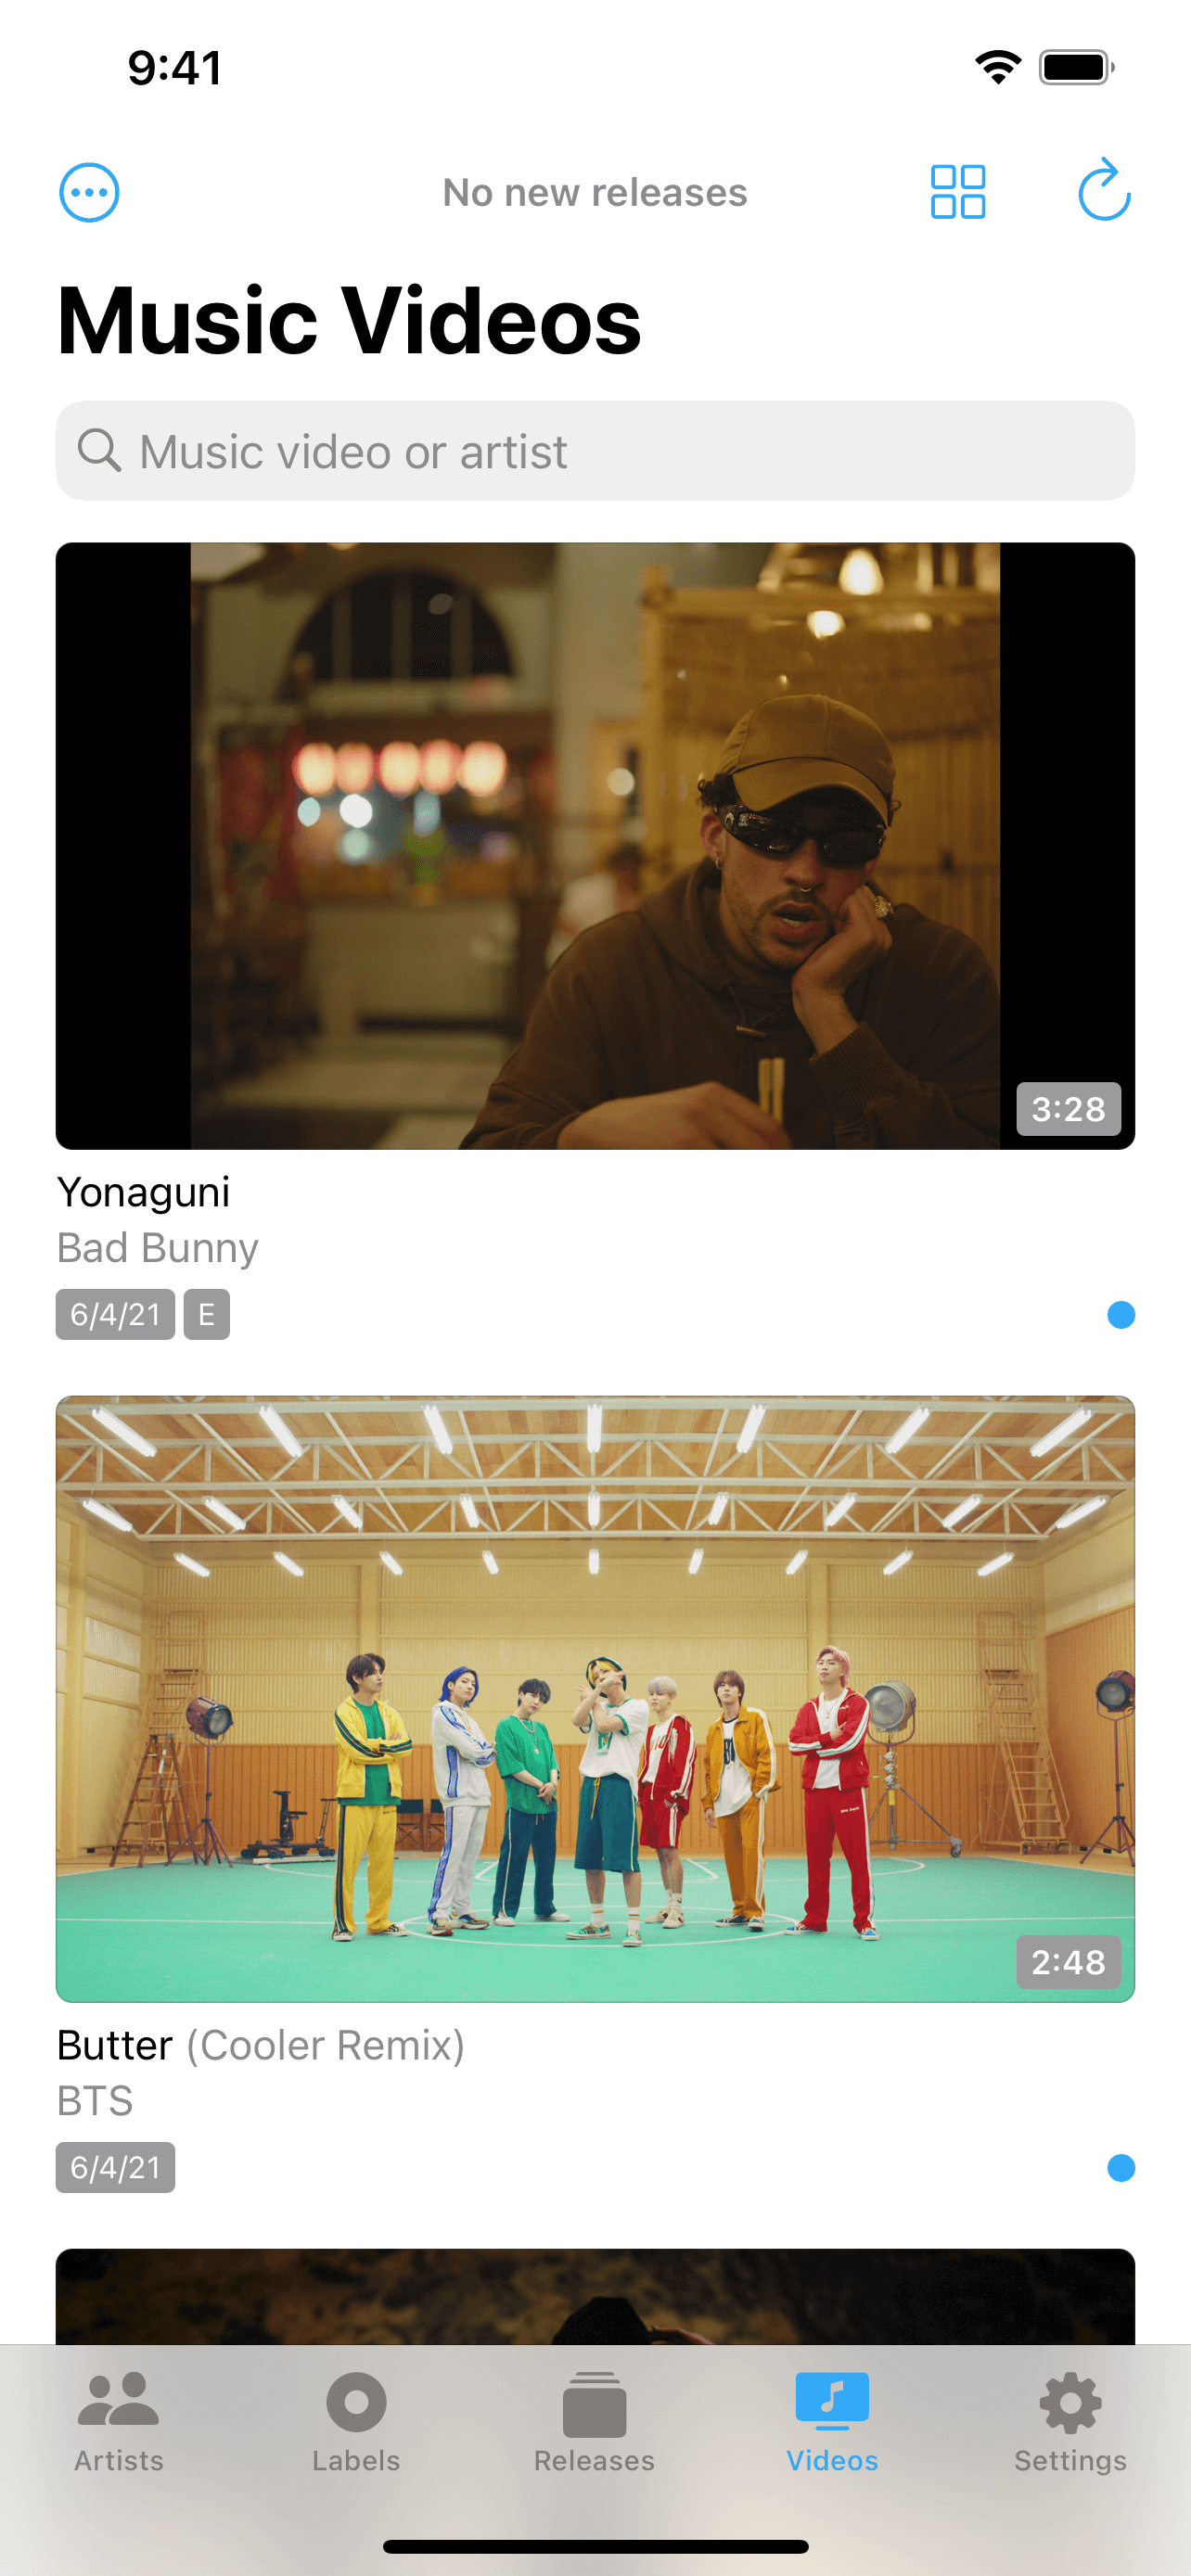 9:41
No new releases
Music Videos
Music video or artist
3:28
Yonaguni
Bad Bunny
6/4/21 E
2:48
Butter (Cooler Remix)
BTS
6/4/21
Artists Labels Releases Videos Settings